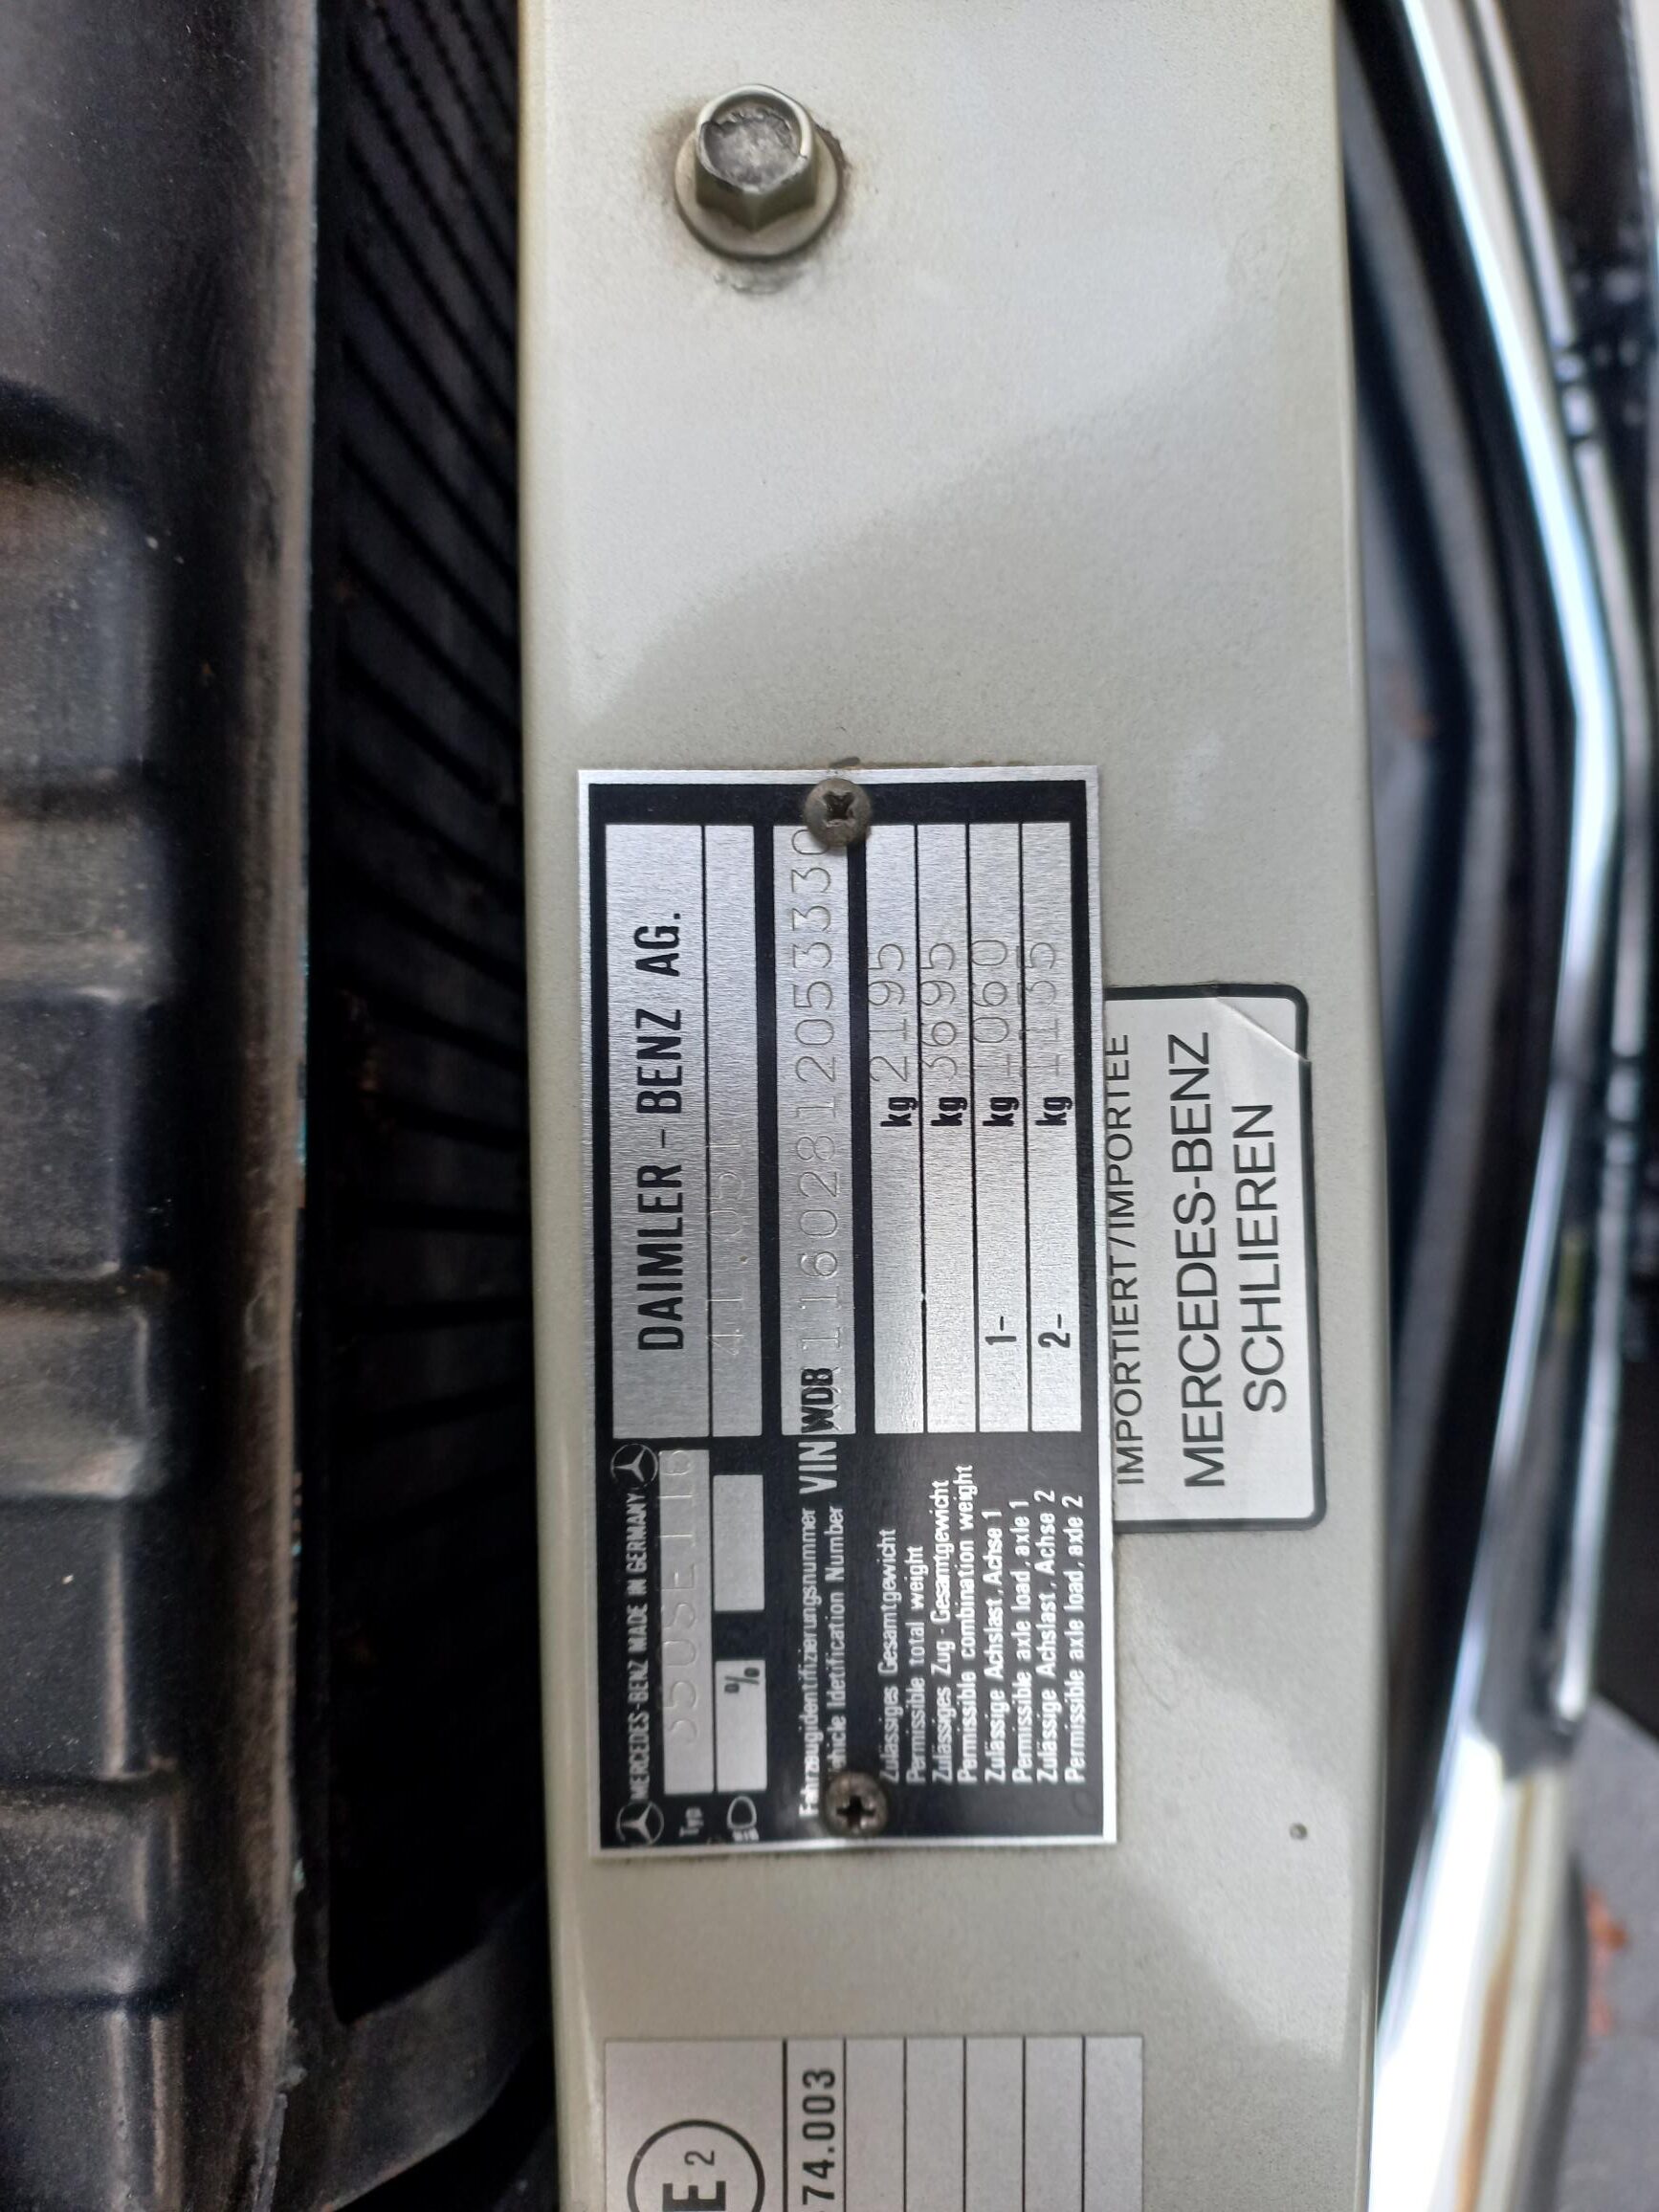 MERCEDES-BENZ MADE IN GERMANY
DAIMLER-BENZ AG.
Typ 350SE116
%
Fahrzeugidentifizierungsnummer
Vehicle Identification Number
VIN WDB 11602812053330
Zulässiges Gesamtgewicht
Permissible total weight
kg 2195
Zulässiges Zug-Gesamtgewicht
Permissible combination weight
kg 3695
Zulässige Achslast, Achse 1
Permissible axle load, axle 1
1- kg 1060
Zulässige Achslast, Achse 2
Permissible axle load, axle 2
2- kg 1135
IMPORTIERT/IMPORTEE
MERCEDES-BENZ
SCHLIEREN
E2
74.003